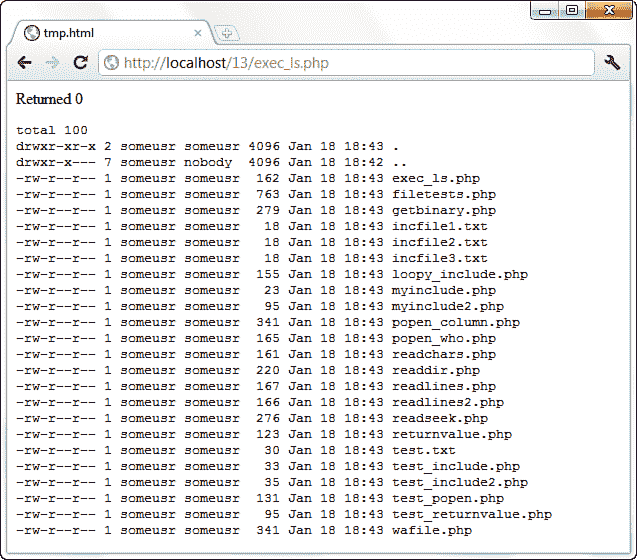 tmp.html
http://localhost/13/exec_ls.php
Returned 0
total 100
drwxr-xr-x 2 someusr someusr 4096 Jan 18 18:43 .
drwxr-x--- 7 someusr nobody  4096 Jan 18 18:42 ..
-rw-r--r-- 1 someusr someusr  162 Jan 18 18:43 exec_ls.php
-rw-r--r-- 1 someusr someusr  763 Jan 18 18:43 filetests.php
-rw-r--r-- 1 someusr someusr  279 Jan 18 18:43 getbinary.php
-rw-r--r-- 1 someusr someusr   18 Jan 18 18:43 incfile1.txt
-rw-r--r-- 1 someusr someusr   18 Jan 18 18:43 incfile2.txt
-rw-r--r-- 1 someusr someusr   18 Jan 18 18:43 incfile3.txt
-rw-r--r-- 1 someusr someusr  155 Jan 18 18:43 loopy_include.php
-rw-r--r-- 1 someusr someusr   23 Jan 18 18:43 myinclude.php
-rw-r--r-- 1 someusr someusr   95 Jan 18 18:43 myinclude2.php
-rw-r--r-- 1 someusr someusr  341 Jan 18 18:43 popen_column.php
-rw-r--r-- 1 someusr someusr  165 Jan 18 18:43 popen_who.php
-rw-r--r-- 1 someusr someusr  161 Jan 18 18:43 readchars.php
-rw-r--r-- 1 someusr someusr  220 Jan 18 18:43 readdir.php
-rw-r--r-- 1 someusr someusr  167 Jan 18 18:43 readlines.php
-rw-r--r-- 1 someusr someusr  166 Jan 18 18:43 readlines2.php
-rw-r--r-- 1 someusr someusr  276 Jan 18 18:43 readseek.php
-rw-r--r-- 1 someusr someusr  123 Jan 18 18:43 returnvalue.php
-rw-r--r-- 1 someusr someusr   30 Jan 18 18:43 test.txt
-rw-r--r-- 1 someusr someusr   33 Jan 18 18:43 test_include.php
-rw-r--r-- 1 someusr someusr   35 Jan 18 18:43 test_include2.php
-rw-r--r-- 1 someusr someusr  131 Jan 18 18:43 test_popen.php
-rw-r--r-- 1 someusr someusr   95 Jan 18 18:43 test_returnvalue.php
-rw-r--r-- 1 someusr someusr  341 Jan 18 18:43 wafile.php